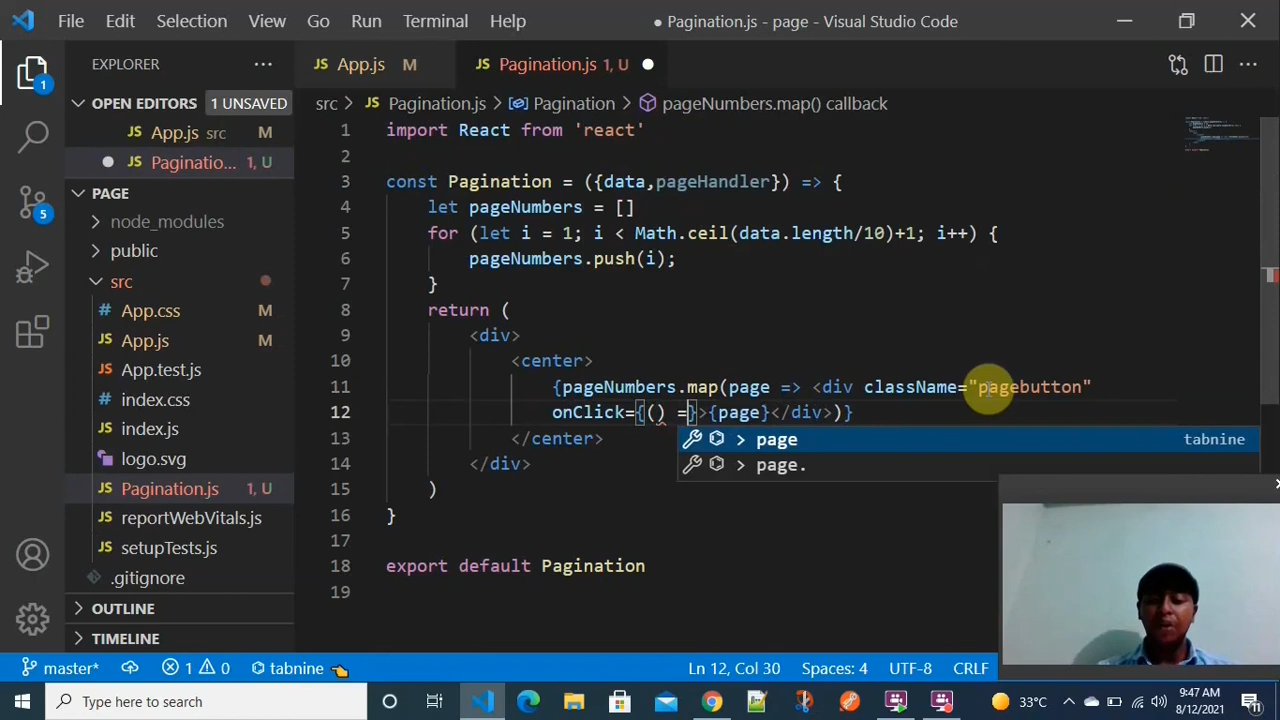 File Edit Selection View Go Run Terminal Help
● Pagination.js - page - Visual Studio Code
EXPLORER
JS App.js M
JS Pagination.js 1, U
OPEN EDITORS 1 UNSAVED
JS App.js src M
JS Paginatio... 1, U
PAGE
node_modules
public
src
App.css M
JS App.js M
JS App.test.js
index.css
JS index.js
logo.svg
JS Pagination.js 1, U
JS reportWebVitals.js
JS setupTests.js
.gitignore
OUTLINE
TIMELINE
1
5
src > JS Pagination.js > Pagination > pageNumbers.map() callback
1 import React from 'react'
2
3 const Pagination = ({data,pageHandler}) => {
4 let pageNumbers = []
5 for (let i = 1; i < Math.ceil(data.length/10)+1; i++) {
6 pageNumbers.push(i);
7 }
8 return (
9 <div>
10 <center>
11 {pageNumbers.map(page => <div className="pagebutton"
12 onClick={() =}>{page}</div>)}
13 </center>
14 </div>
15 )
16 }
17
18 export default Pagination
19
> page tabnine
> page.
master* 1 0 tabnine Ln 12, Col 30 Spaces: 4 UTF-8 CRLF
Type here to search
33°C
9:47 AM
8/12/2021
11